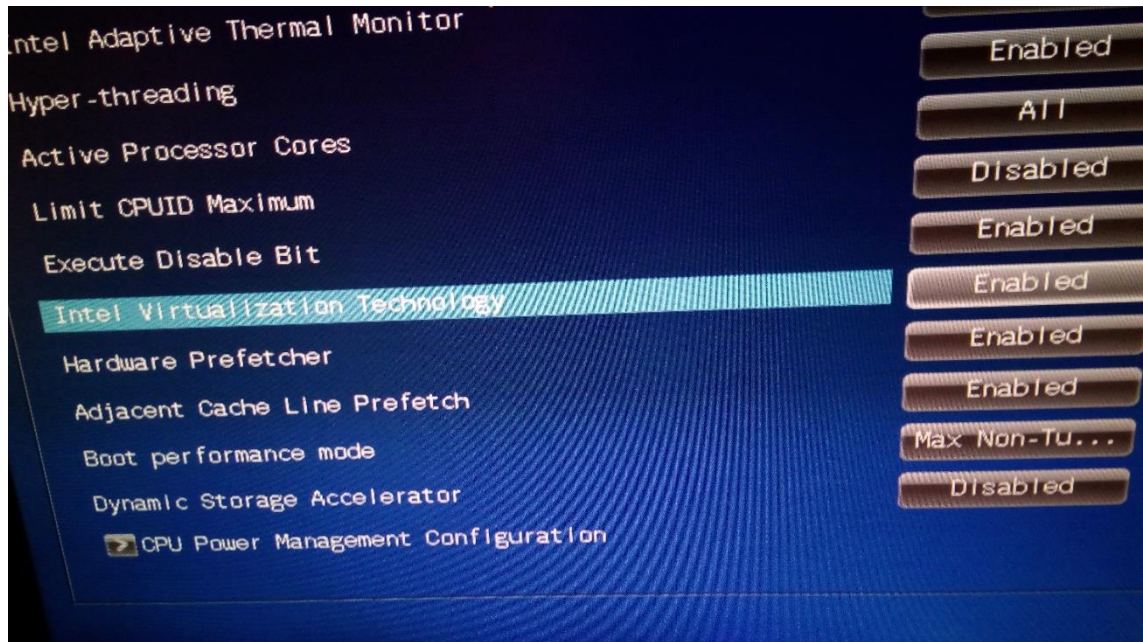 Intel Adaptive Thermal Monitor
Hyper-threading Enabled
Active Processor Cores All
Limit CPUID Maximum Disabled
Execute Disable Bit Enabled
Intel Virtualization Technology Enabled
Hardware Prefetcher Enabled
Adjacent Cache Line Prefetch Enabled
Boot performance mode Max Non-Tu...
Dynamic Storage Accelerator Disabled
CPU Power Management Configuration